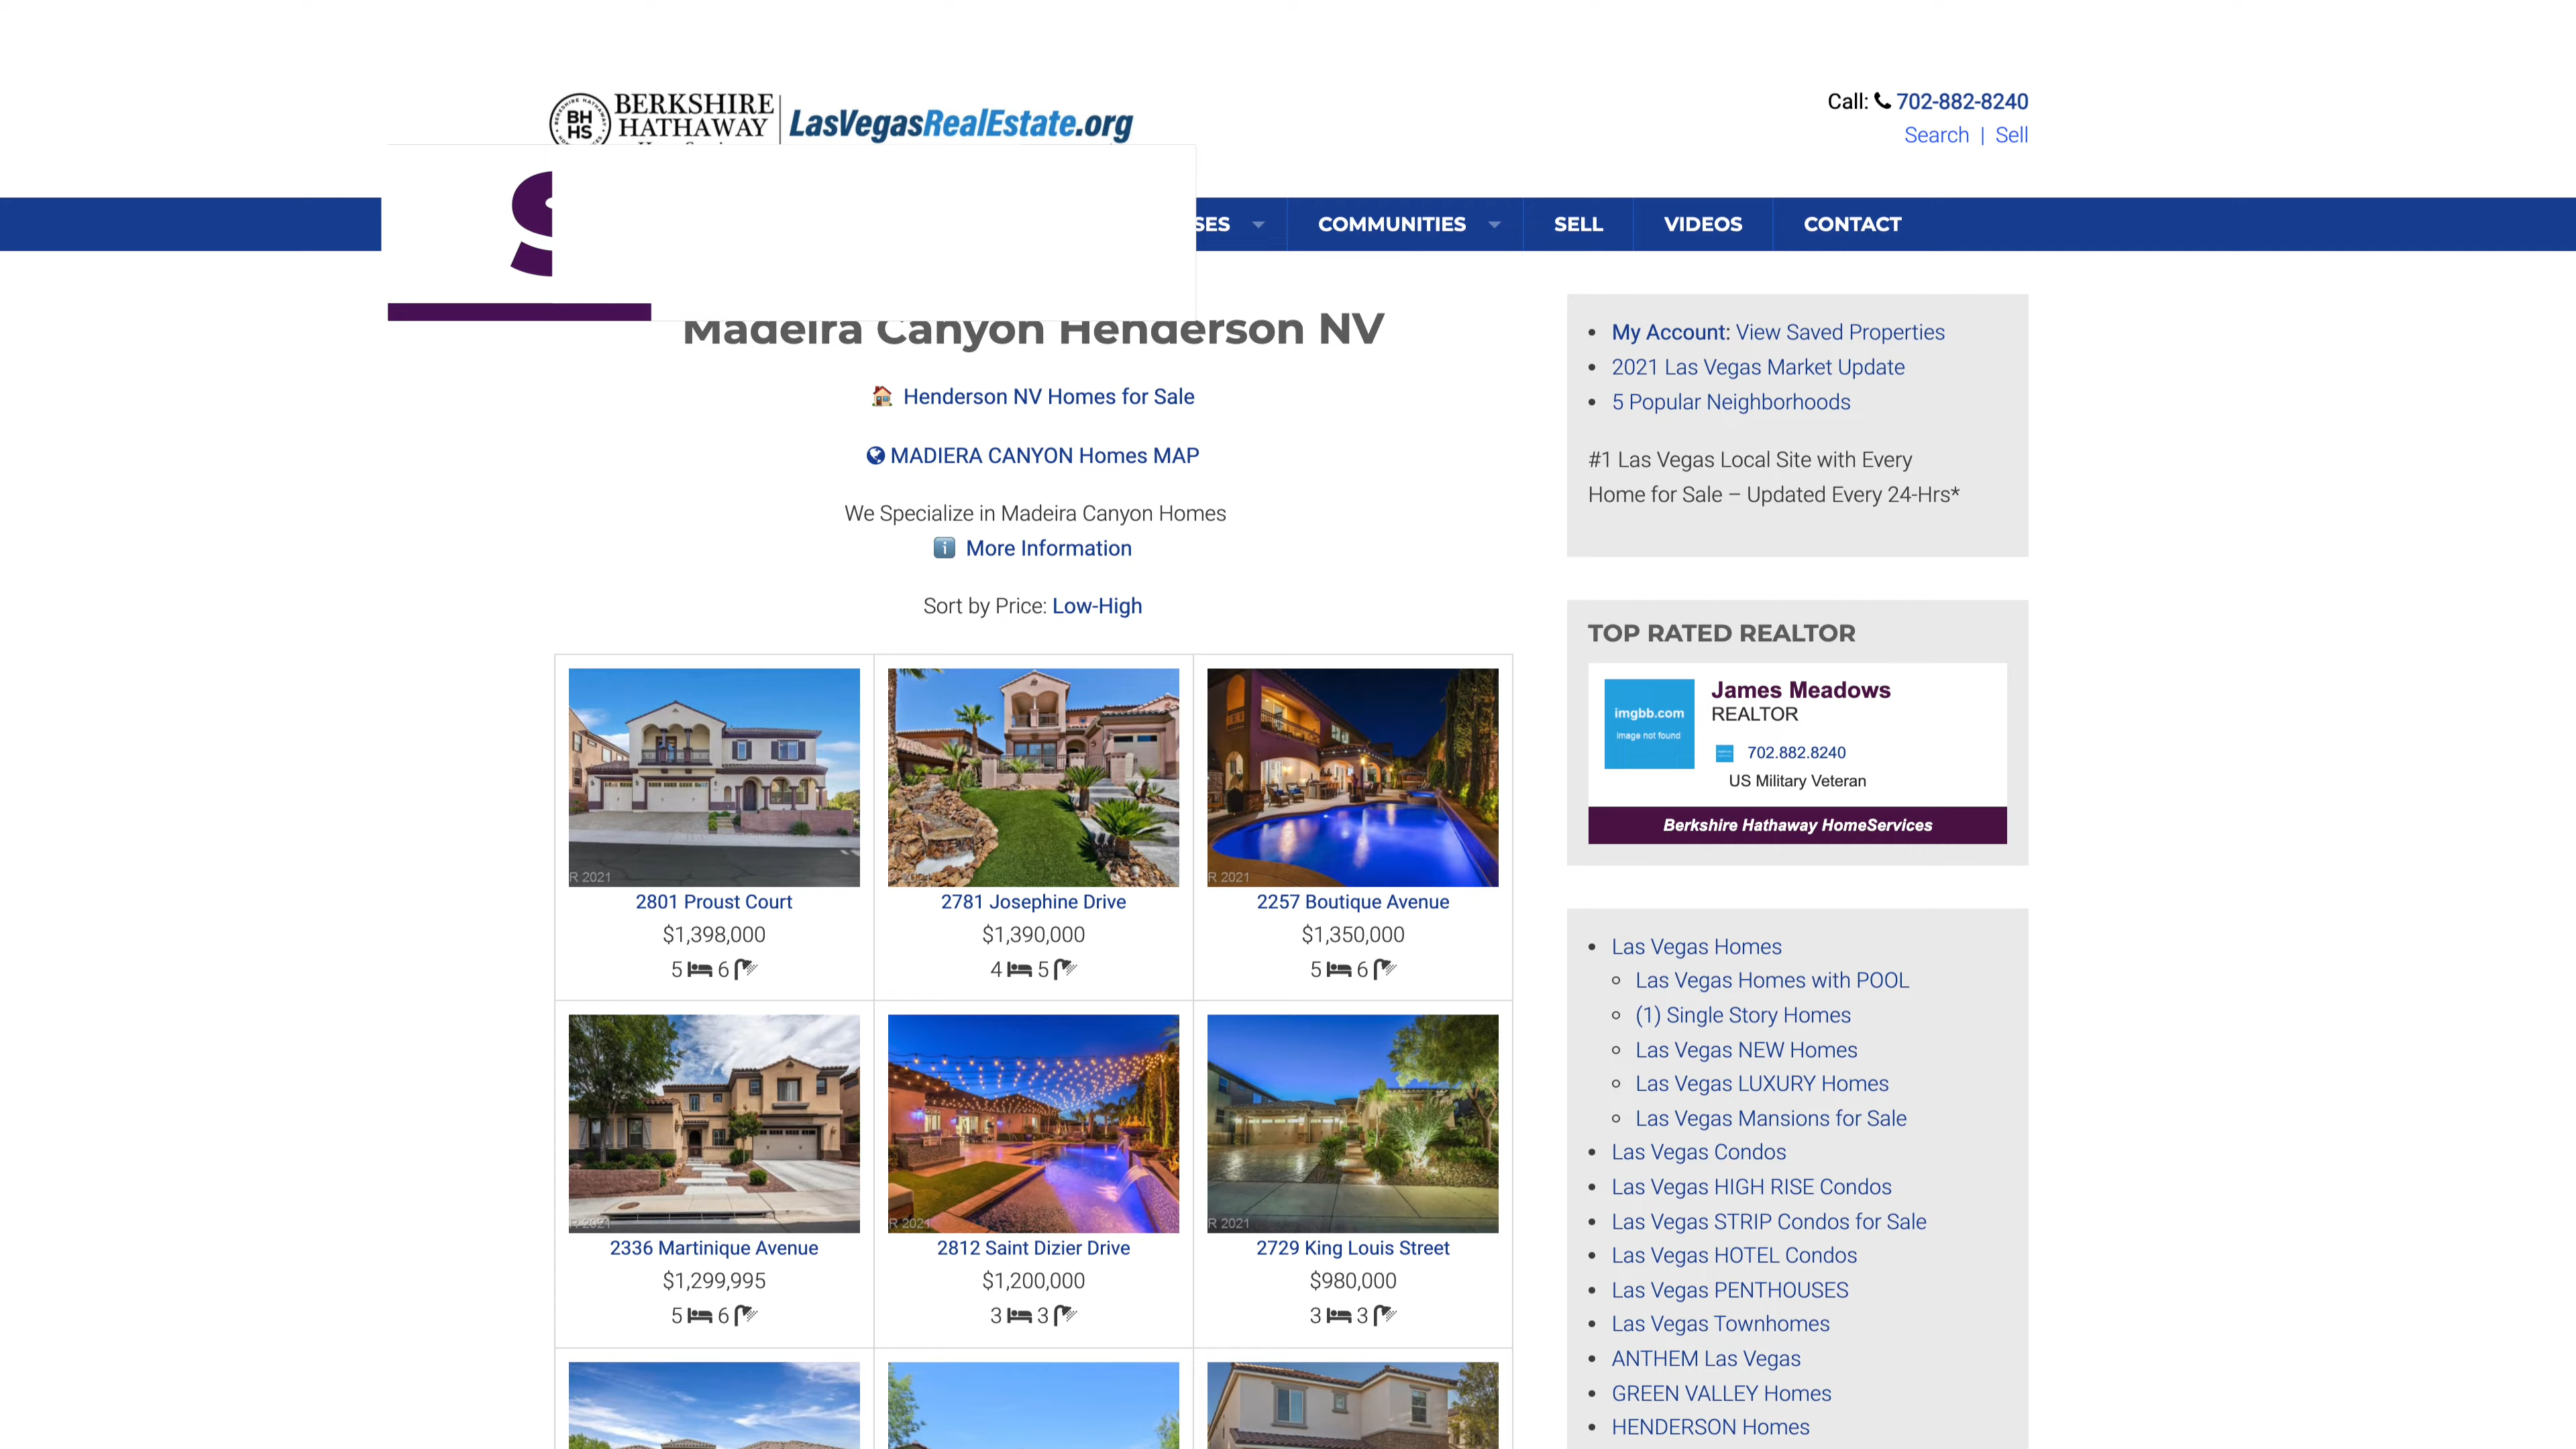 BERKSHIRE
HATHAWAY
BH
HS
LasVegasRealEstate.org
Call: 702-882-8240
Search | Sell
COMMUNITIES
SELL
VIDEOS
CONTACT
Madeira Canyon Henderson NV
Henderson NV Homes for Sale
MADIERA CANYON Homes MAP
We Specialize in Madeira Canyon Homes
More Information
Sort by Price: Low-High
R 2021
R 2021
2801 Proust Court
2781 Josephine Drive
2257 Boutique Avenue
$1,398,000
$1,390,000
$1,350,000
5 6
4 5
5 6
R 2021
R 2021
R 2021
2336 Martinique Avenue
2812 Saint Dizier Drive
2729 King Louis Street
$1,299,995
$1,200,000
$980,000
5 6
3 3
3 3
My Account: View Saved Properties
2021 Las Vegas Market Update
5 Popular Neighborhoods
#1 Las Vegas Local Site with Every
Home for Sale – Updated Every 24-Hrs*
TOP RATED REALTOR
imgbb.com
image not found
James Meadows
REALTOR
702.882.8240
US Military Veteran
Berkshire Hathaway HomeServices
Las Vegas Homes
Las Vegas Homes with POOL
(1) Single Story Homes
Las Vegas NEW Homes
Las Vegas LUXURY Homes
Las Vegas Mansions for Sale
Las Vegas Condos
Las Vegas HIGH RISE Condos
Las Vegas STRIP Condos for Sale
Las Vegas HOTEL Condos
Las Vegas PENTHOUSES
Las Vegas Townhomes
ANTHEM Las Vegas
GREEN VALLEY Homes
HENDERSON Homes